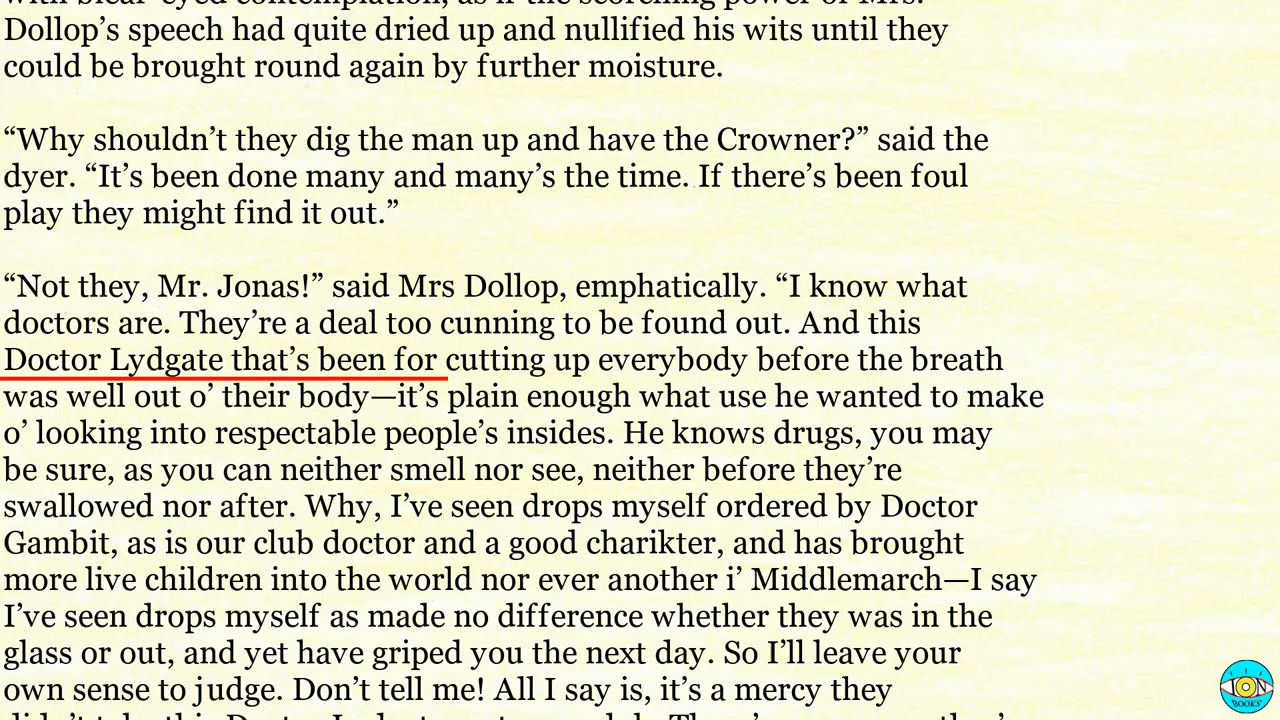 Dollop’s speech had quite dried up and nullified his wits until they
could be brought round again by further moisture.
“Why shouldn’t they dig the man up and have the Crowner?” said the
dyer. “It’s been done many and many’s the time. If there’s been foul
play they might find it out.”
“Not they, Mr. Jonas!” said Mrs Dollop, emphatically. “I know what
doctors are. They’re a deal too cunning to be found out. And this
Doctor Lydgate that’s been for cutting up everybody before the breath
was well out o’ their body—it’s plain enough what use he wanted to make
o’ looking into respectable people’s insides. He knows drugs, you may
be sure, as you can neither smell nor see, neither before they’re
swallowed nor after. Why, I’ve seen drops myself ordered by Doctor
Gambit, as is our club doctor and a good charikter, and has brought
more live children into the world nor ever another i’ Middlemarch—I say
I’ve seen drops myself as made no difference whether they was in the
glass or out, and yet have griped you the next day. So I’ll leave your
own sense to judge. Don’t tell me! All I say is, it’s a mercy they
ION
BOOKS